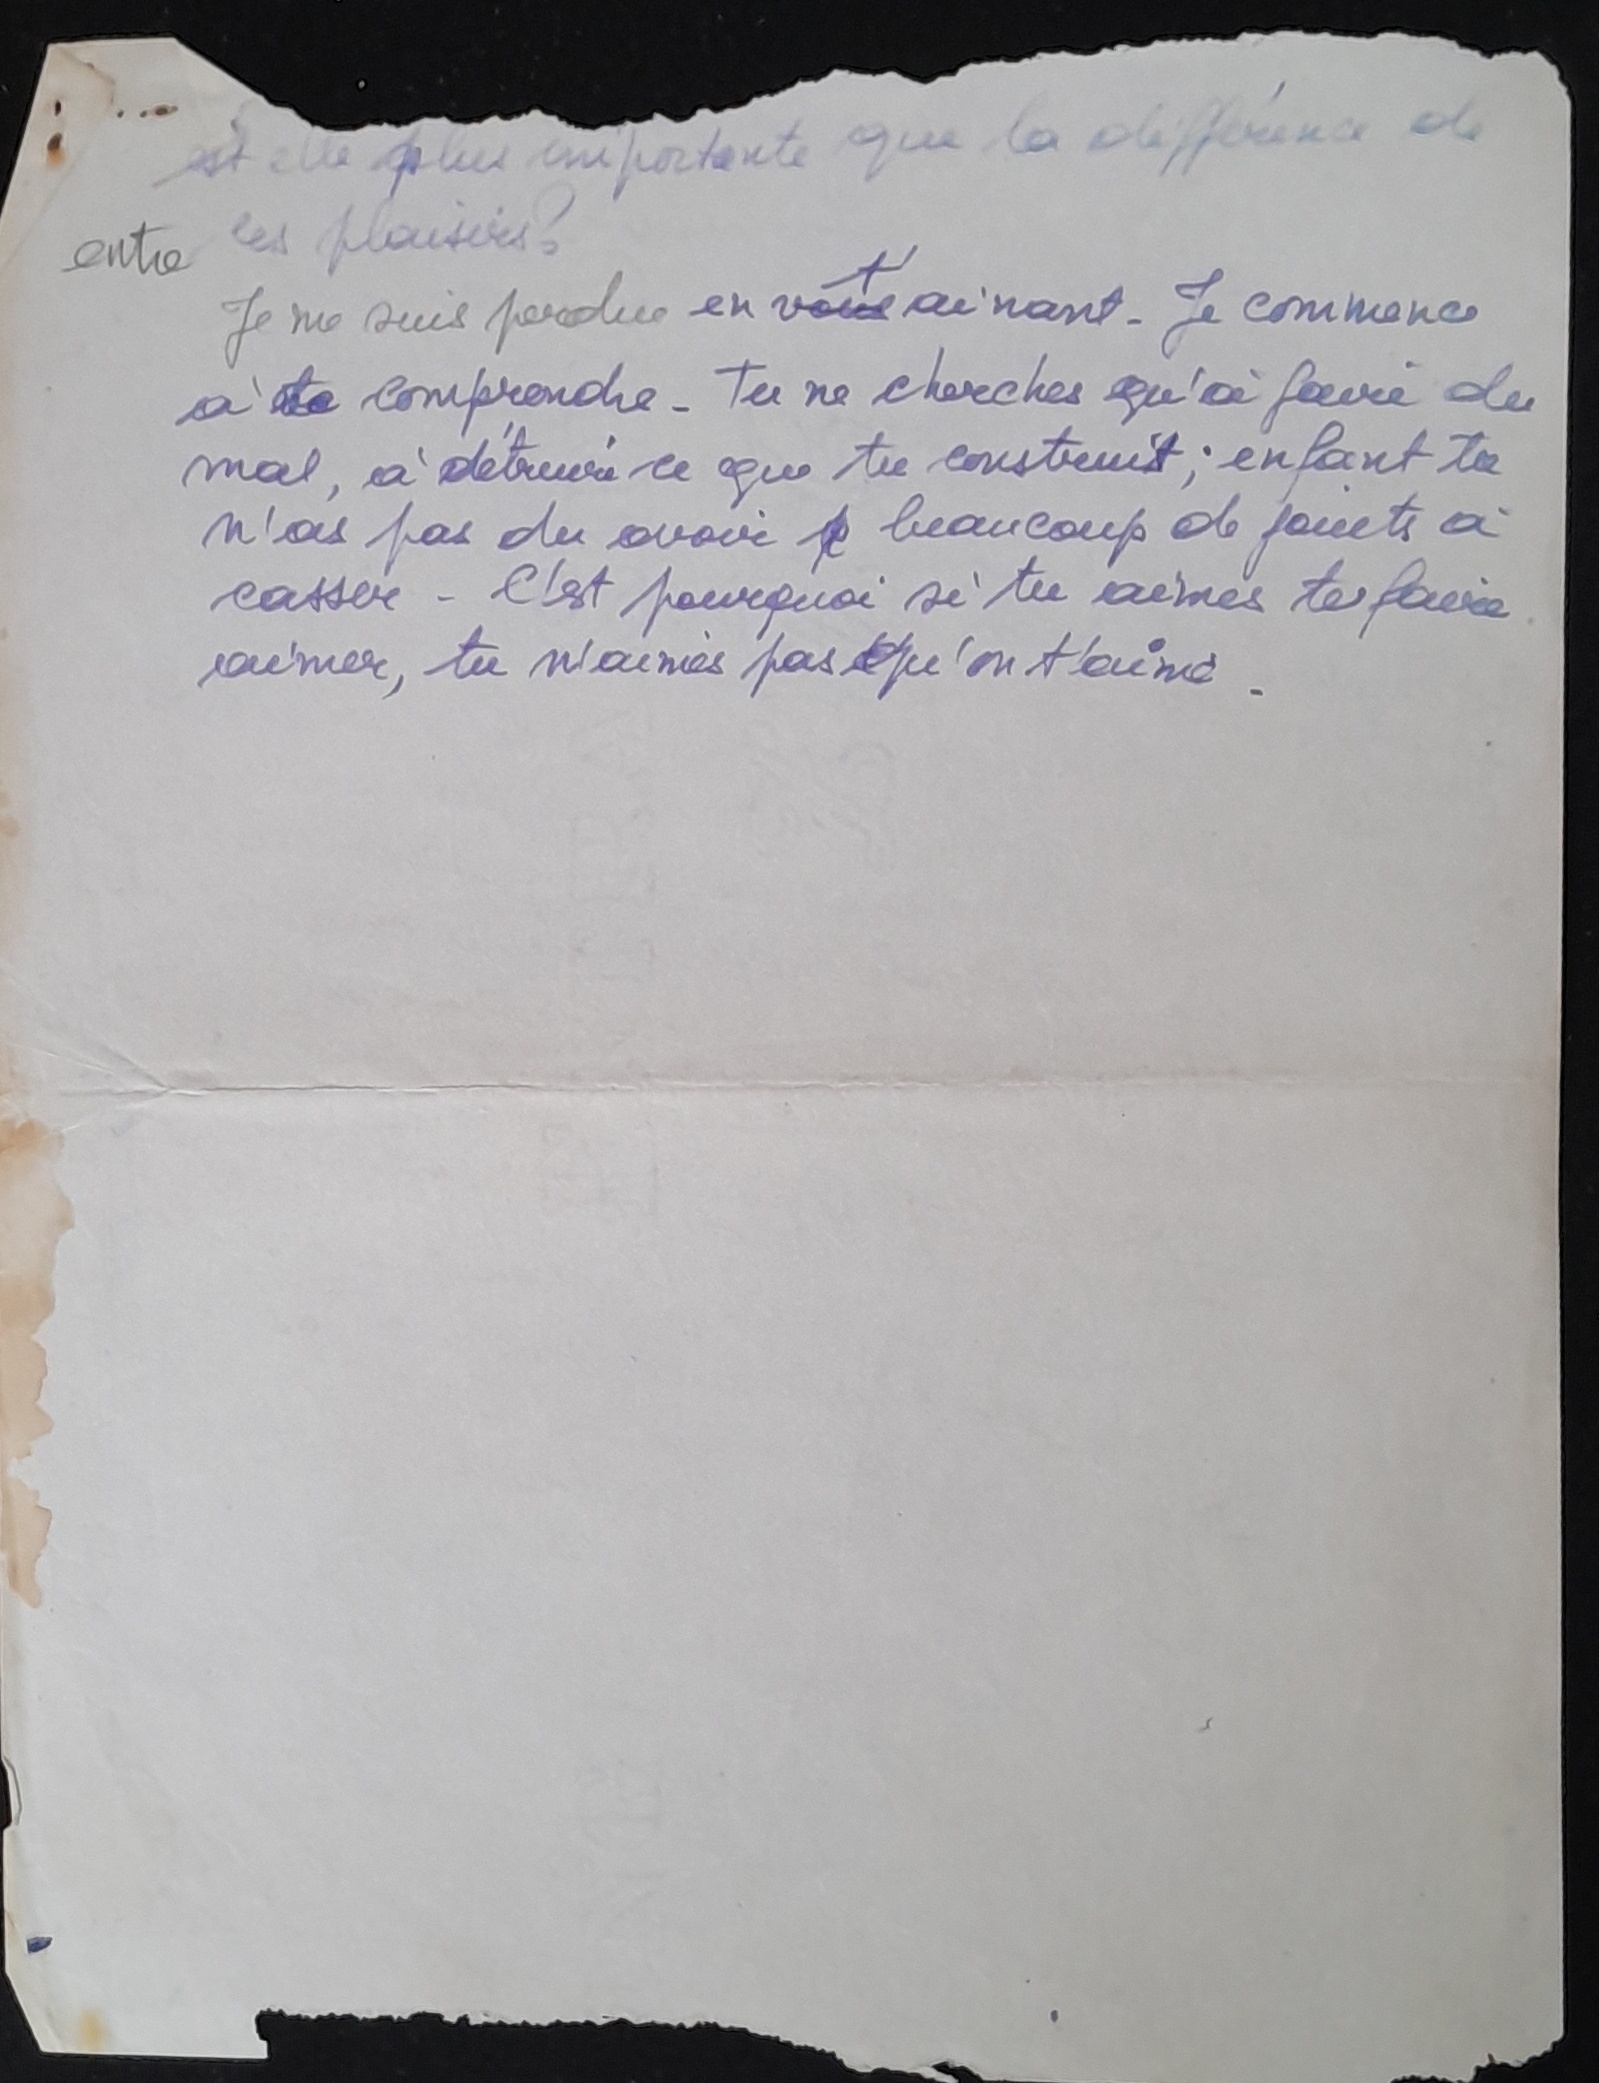 est elle plus importante que la différence de
entre les plaisirs?
Je me suis perdue en t'aimant - Je commence
à te comprendre - Tu ne cherches qu'à faire du
mal, à détruire ce que tu construis ; enfant tu
n'as pas du avoir beaucoup de jouets à
casser - C'est pourquoi si tu aimes te faire
aimer, tu n'aimes pas qu'on t'aime .